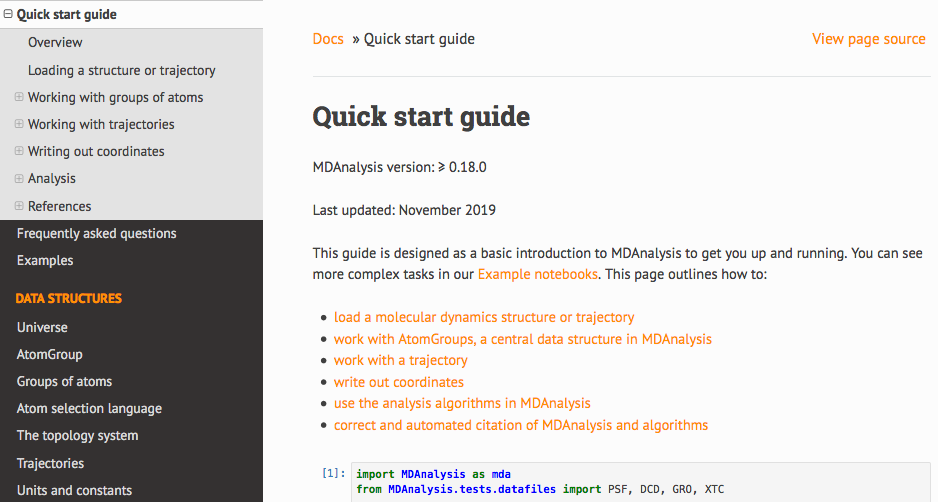 Quick start guide
Overview
Loading a structure or trajectory
Working with groups of atoms
Working with trajectories
Writing out coordinates
Analysis
References
Frequently asked questions
Examples
DATA STRUCTURES
Universe
AtomGroup
Groups of atoms
Atom selection language
The topology system
Trajectories
Units and constants
Docs » Quick start guide
View page source
Quick start guide
MDAnalysis version: ≥ 0.18.0
Last updated: November 2019
This guide is designed as a basic introduction to MDAnalysis to get you up and running. You can see
more complex tasks in our Example notebooks. This page outlines how to:
• load a molecular dynamics structure or trajectory
• work with AtomGroups, a central data structure in MDAnalysis
• work with a trajectory
• write out coordinates
• use the analysis algorithms in MDAnalysis
• correct and automated citation of MDAnalysis and algorithms
[1]: import MDAnalysis as mda
from MDAnalysis.tests.datafiles import PSF, DCD, GRO, XTC